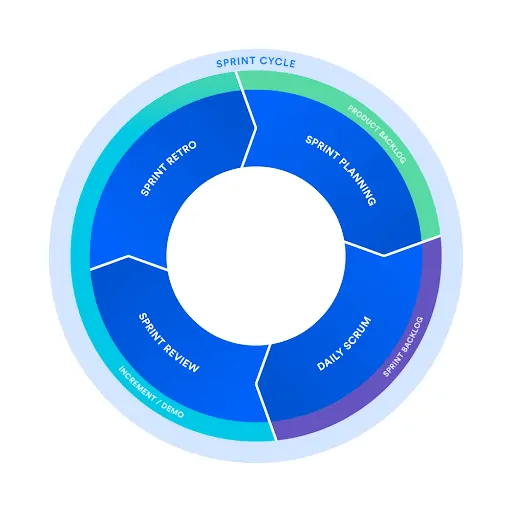 SPRINT CYCLE
PRODUCT BACKLOG
SPRINT PLANNING
SPRINT BACKLOG
DAILY SCRUM
INCREMENT / DEMO
SPRINT REVIEW
SPRINT RETRO